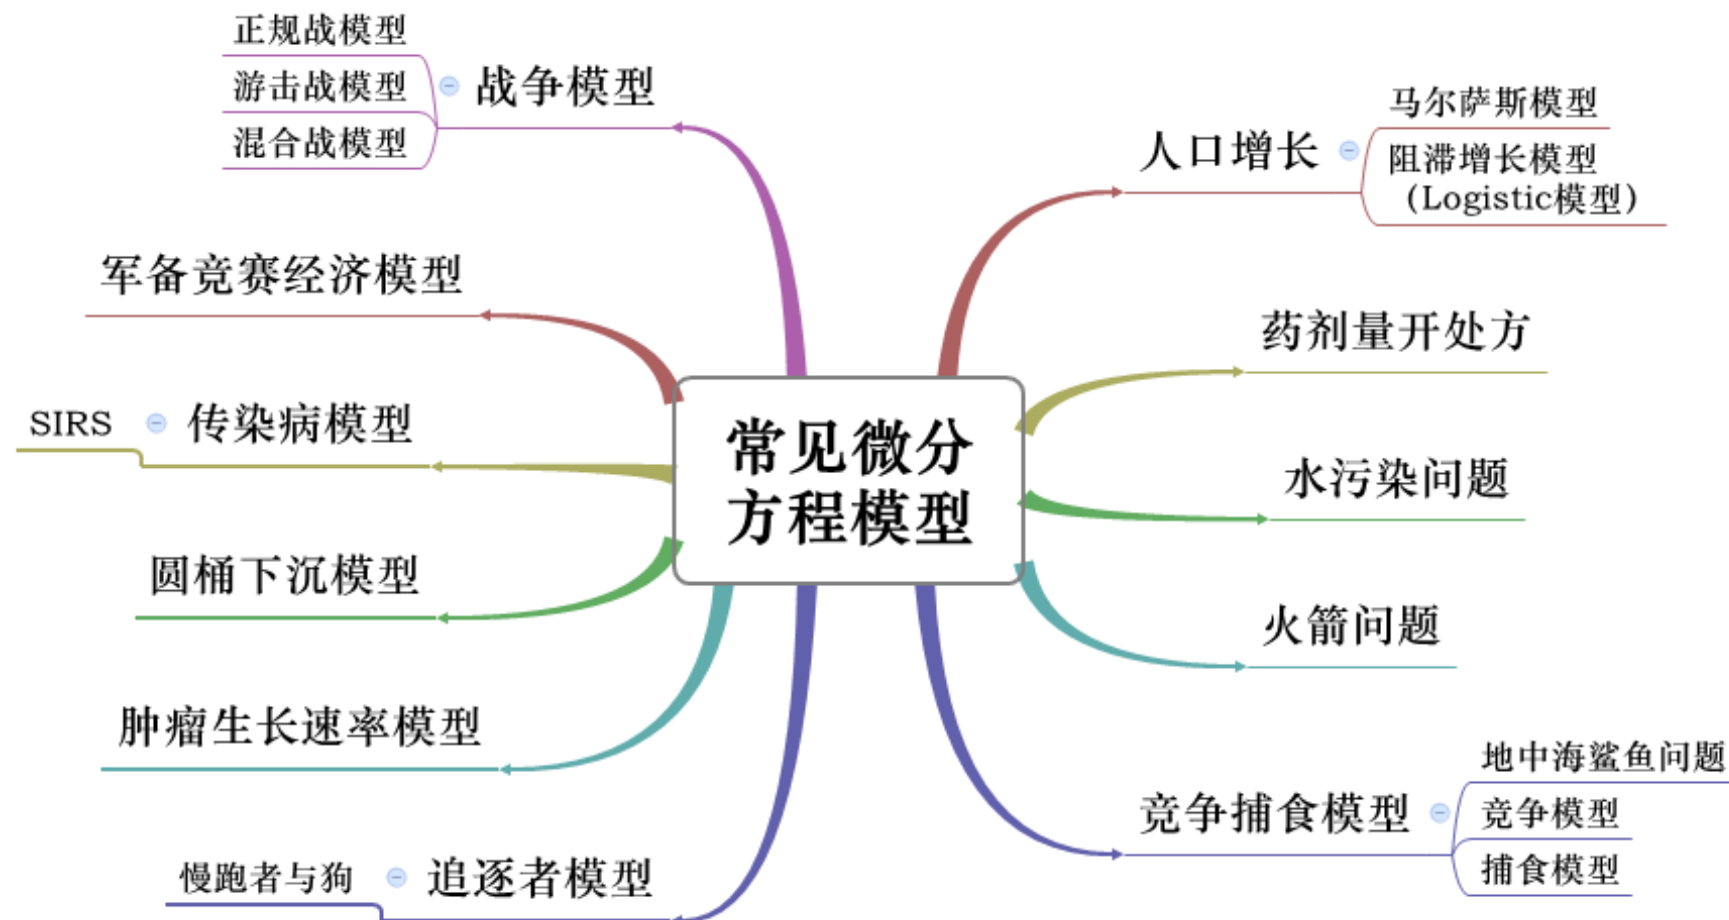 常见微分
方程模型
人口增长
马尔萨斯模型
阻滞增长模型
（Logistic模型）
药剂量开处方
水污染问题
火箭问题
竞争捕食模型
地中海鲨鱼问题
竞争模型
捕食模型
战争模型
正规战模型
游击战模型
混合战模型
军备竞赛经济模型
传染病模型
SIRS
圆桶下沉模型
肿瘤生长速率模型
追逐者模型
慢跑者与狗